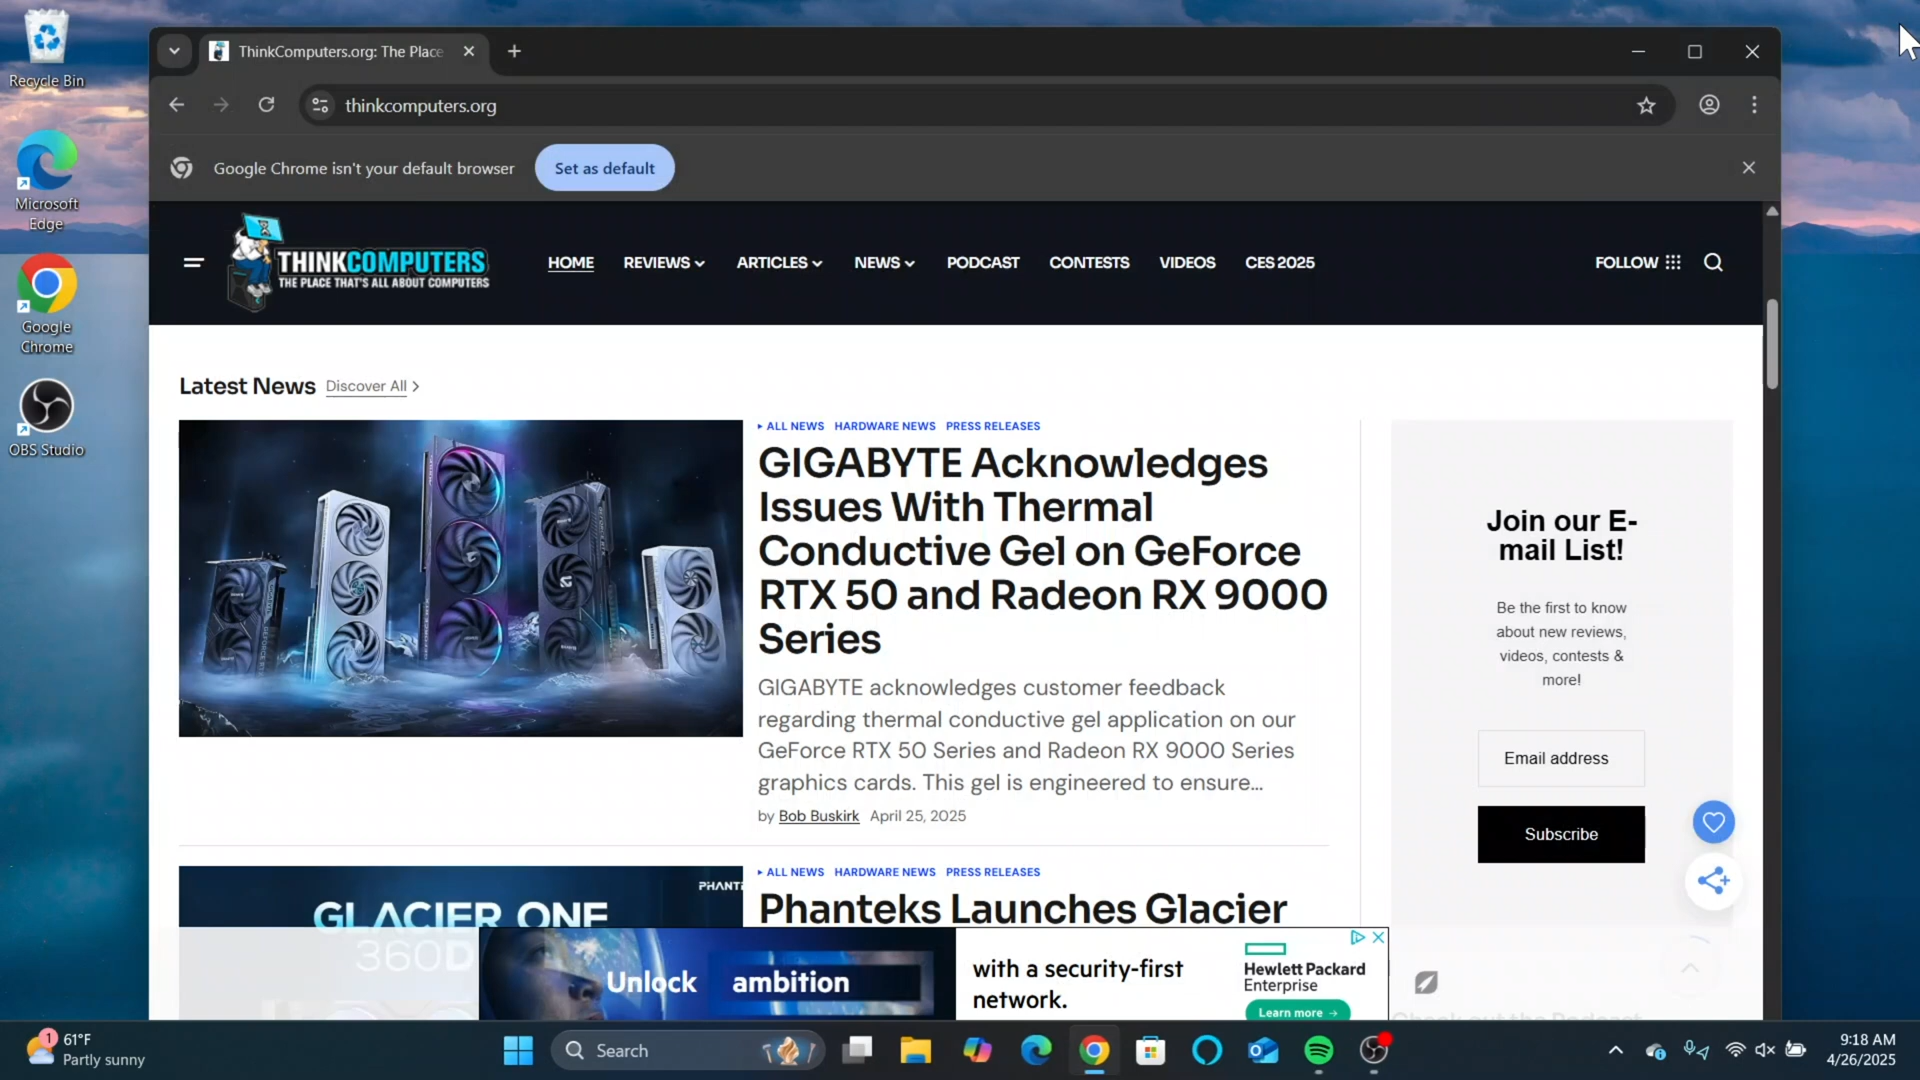 Recycle Bin
Microsoft
Edge
Google
Chrome
OBS Studio
ThinkComputers.org: The Place
thinkcomputers.org
Google Chrome isn't your default browser
Set as default
THINKCOMPUTERS
THE PLACE THAT'S ALL ABOUT COMPUTERS
HOME
REVIEWS
ARTICLES
NEWS
PODCAST
CONTESTS
VIDEOS
CES 2025
FOLLOW
Latest News Discover All
ALL NEWS HARDWARE NEWS PRESS RELEASES
GIGABYTE Acknowledges
Issues With Thermal
Conductive Gel on GeForce
RTX 50 and Radeon RX 9000
Series
GIGABYTE acknowledges customer feedback
regarding thermal conductive gel application on our
GeForce RTX 50 Series and Radeon RX 9000 Series
graphics cards. This gel is engineered to ensure...
by Bob Buskirk April 25, 2025
Join our E-
mail List!
Be the first to know
about new reviews,
videos, contests &
more!
Email address
Subscribe
ALL NEWS HARDWARE NEWS PRESS RELEASES
Phanteks Launches Glacier
GLACIER ONE
360D
Unlock ambition
with a security-first
network.
Hewlett Packard
Enterprise
Learn more →
Check out the Podcast
1
61°F
Partly sunny
Search
9:18 AM
4/26/2025